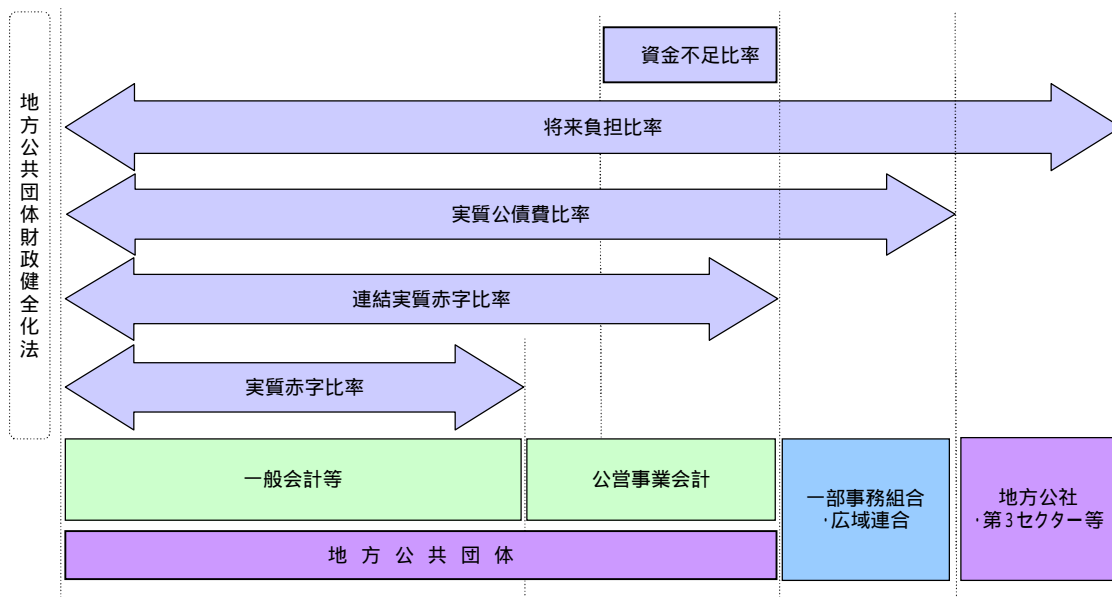 地方公共団体財政健全化法
資金不足比率
将来負担比率
実質公債費比率
連結実質赤字比率
実質赤字比率
一般会計等
公営事業会計
一部事務組合
・広域連合
地方公社
・第3セクター等
地方公共団体